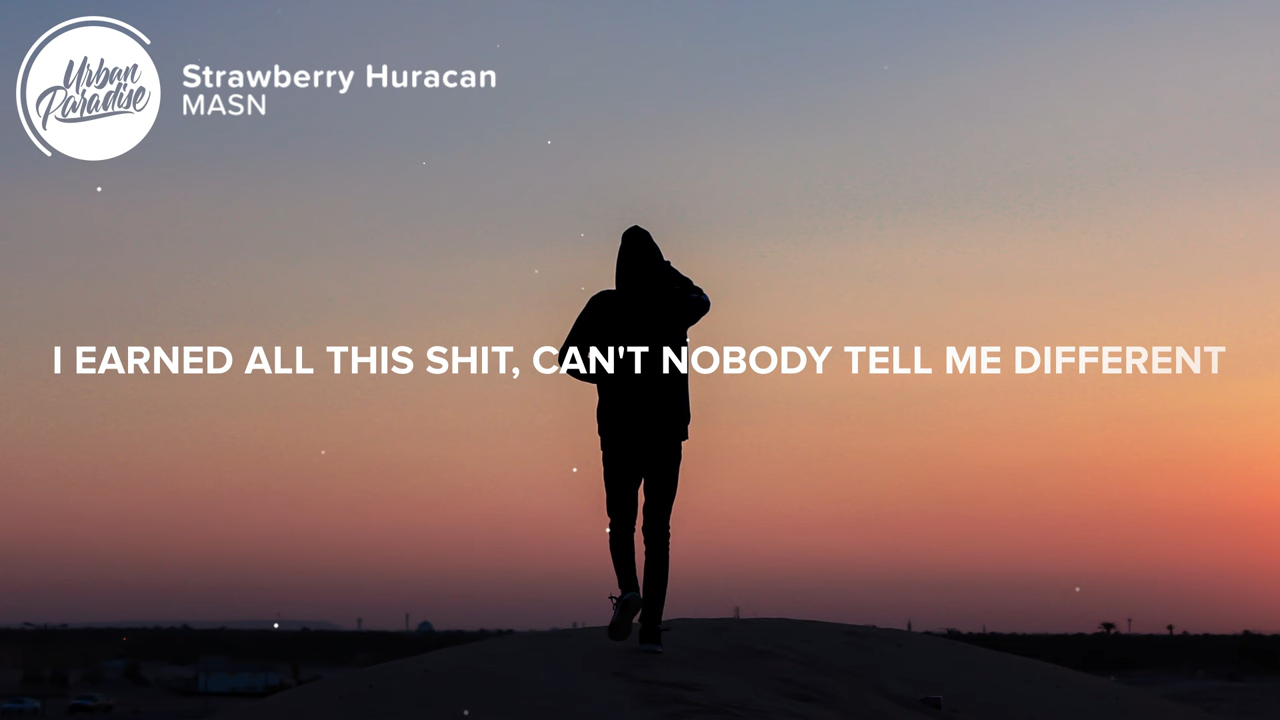 Urban
Paradise
Strawberry Huracan
MASN
I EARNED ALL THIS SHIT, CAN'T NOBODY TELL ME DIFFERENT